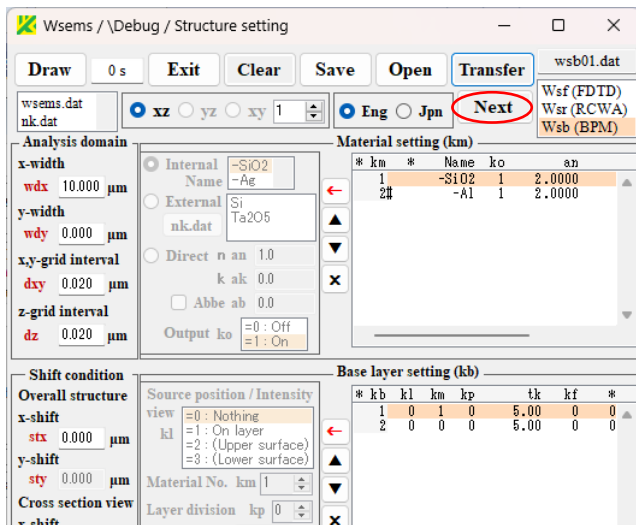 Wsems / \Debug / Structure setting
Draw 0 s Exit Clear Save Open Transfer wsb01.dat
wsems.dat
nk.dat
xz yz xy 1 Eng Jpn Next
Wsf (FDTD)
Wsr (RCWA)
Wsb (BPM)
Analysis domain
x-width
wdx 10.000 μm
y-width
wdy 0.000 μm
x,y-grid interval
dxy 0.020 μm
z-grid interval
dz 0.020 μm
Internal Name
-SiO2
-Ag
External
nk.dat
Si
Ta2O5
Direct n an 1.0
k ak 0.0
Abbe ab 0.0
Output ko
=0 : Off
=1 : On
Material setting (km)
* km * Name ko an
1 -SiO2 1 2.0000
2# -Al 1 2.0000
Shift condition
Overall structure
x-shift
stx 0.000 μm
y-shift
sty 0.000 μm
Cross section view
x-shift
Source position / Intensity
view kl
=0 : Nothing
=1 : On layer
=2 : (Upper surface)
=3 : (Lower surface)
Material No. km 1
Layer division kp 0
Base layer setting (kb)
* kb kl km kp tk kf *
1 0 1 0 5.00 0 0
2 0 0 0 5.00 0 0